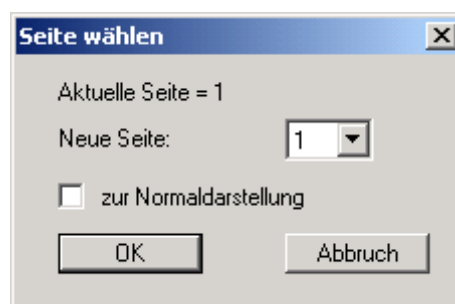 Seite wählen
Aktuelle Seite = 1
Neue Seite: 1
zur Normaldarstellung
OK Abbruch